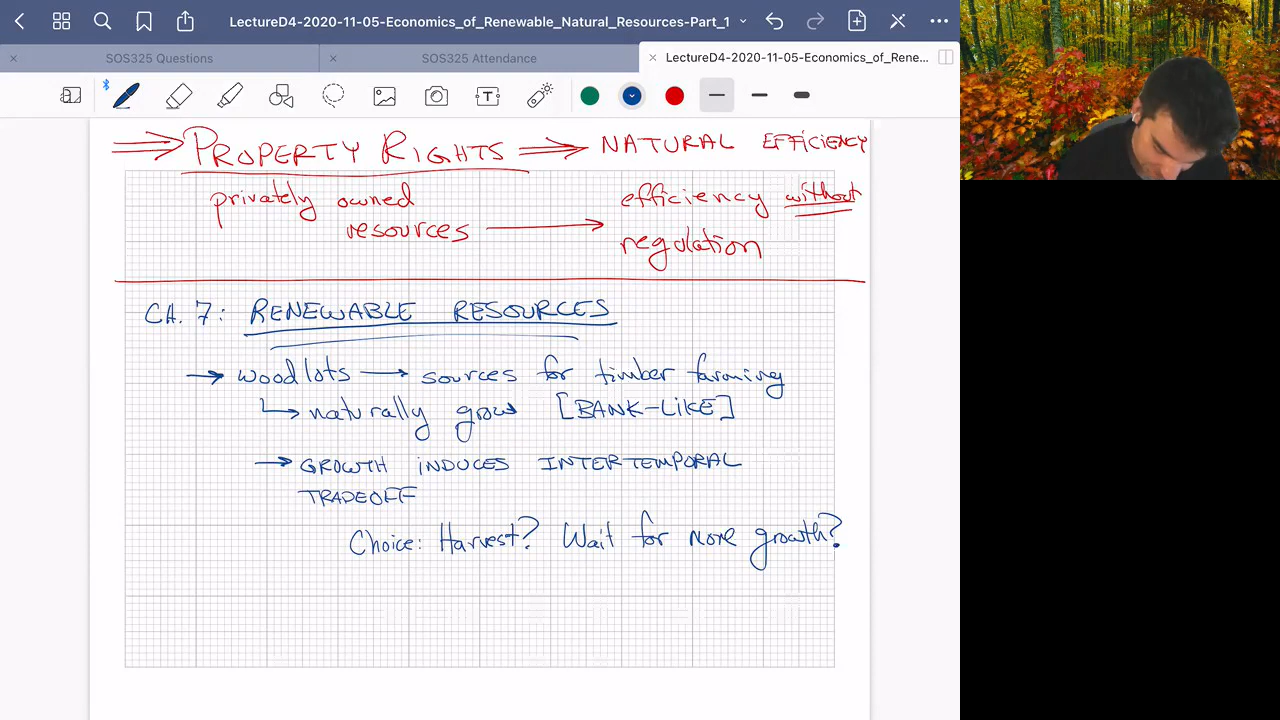 LectureD4-2020-11-05-Economics_of_Renewable_Natural_Resources-Part_1
SOS325 Questions
SOS325 Attendance
LectureD4-2020-11-05-Economics_of_Rene...
⇒ PROPERTY RIGHTS ⇒ NATURAL EFFICIENCY
privately owned
resources → efficiency without
regulation
CH. 7: RENEWABLE RESOURCES
→ woodlots → sources for timber farming
↳ naturally grow [BANK-LIKE]
→ GROWTH INDUCES INTERTEMPORAL
TRADEOFF
Choice: Harvest? Wait for more growth?